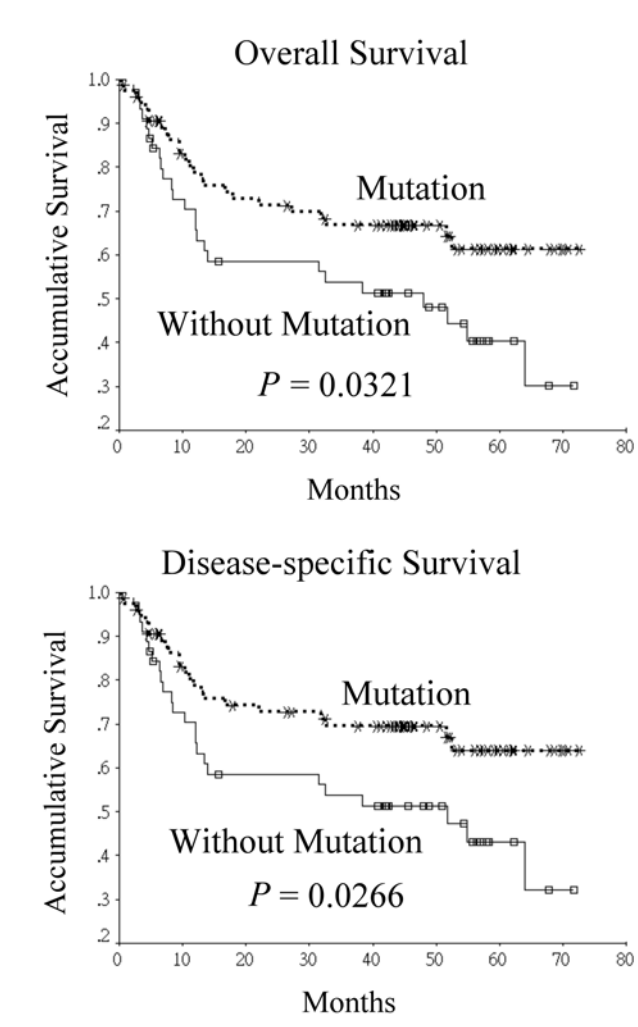 Overall Survival
Accumulative Survival
1.0
.9
.8
.7
.6
.5
.4
.3
.2
Mutation
Without Mutation
P = 0.0321
0 10 20 30 40 50 60 70 80
Months
Disease-specific Survival
Accumulative Survival
1.0
.9
.8
.7
.6
.5
.4
.3
.2
Mutation
Without Mutation
P = 0.0266
0 10 20 30 40 50 60 70 80
Months